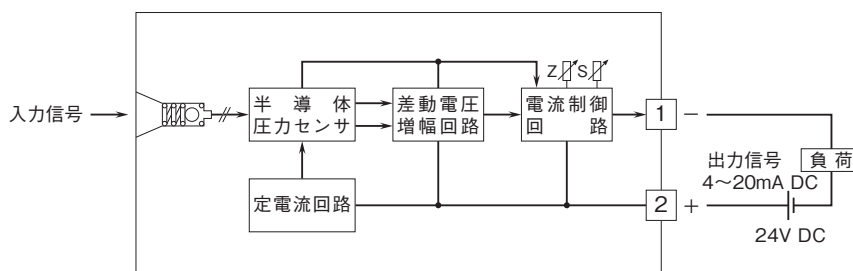 入力信号
半導体
圧力センサ
差動電圧
増幅回路
Z
S
電流制御
回路
定電流回路
1
−
2
+
出力信号
4～20mA DC
負荷
24V DC